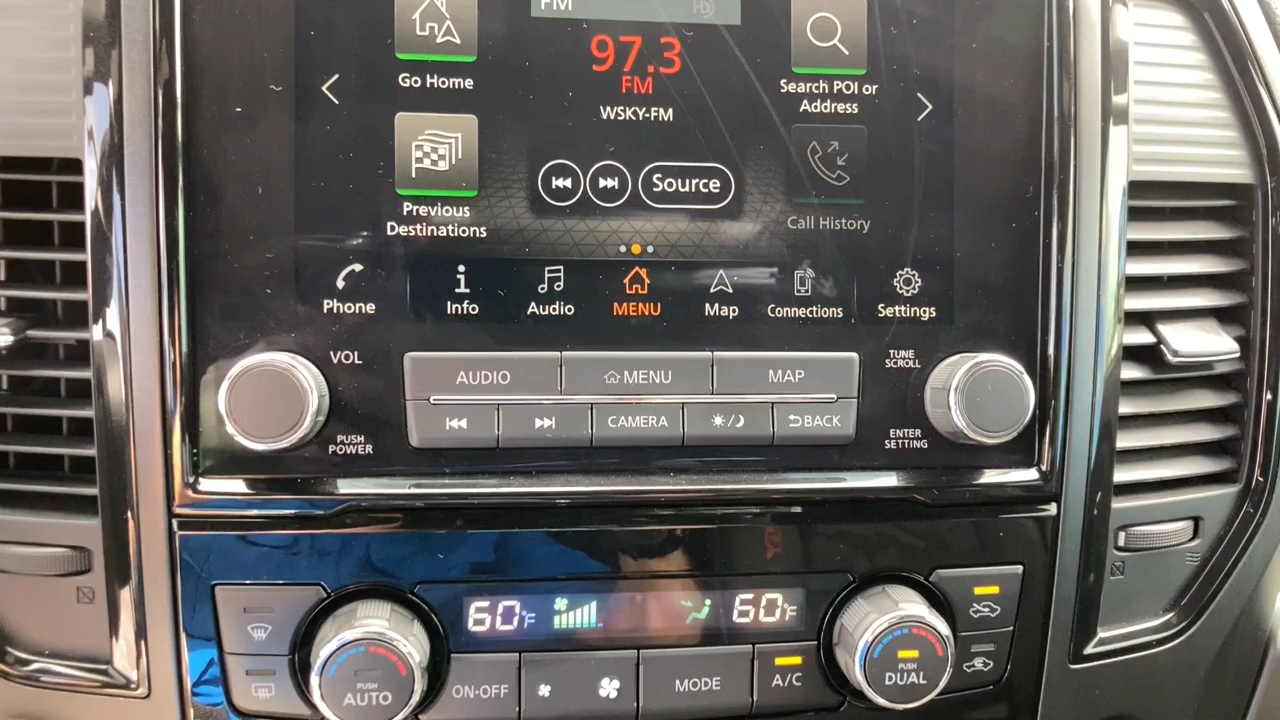 FM
HD
97.3
FM
WSKY-FM
Go Home
Search POI or
Address
Source
Previous
Destinations
Call History
Phone
Info
Audio
MENU
Map
Connections
Settings
VOL
PUSH
POWER
AUDIO
MENU
MAP
CAMERA
BACK
TUNE
SCROLL
ENTER
SETTING
60°F
60°F
PUSH
AUTO
ON·OFF
MODE
A/C
PUSH
DUAL